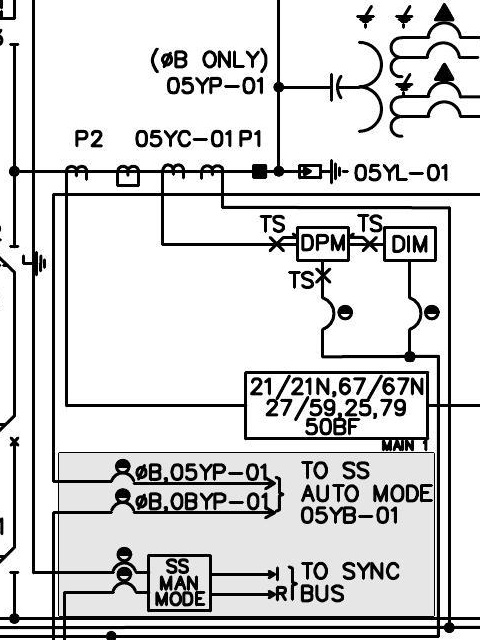 (øB ONLY)
05YP-01
P2
05YC-01 P1
05YL-01
TS
TS
DPM
DIM
TS
21/21N,67/67N
27/59,25,79
50BF
MAIN 1
øB,05YP-01
øB,0BYP-01
TO SS
AUTO MODE
05YB-01
SS
MAN
MODE
I
R
TO SYNC
BUS